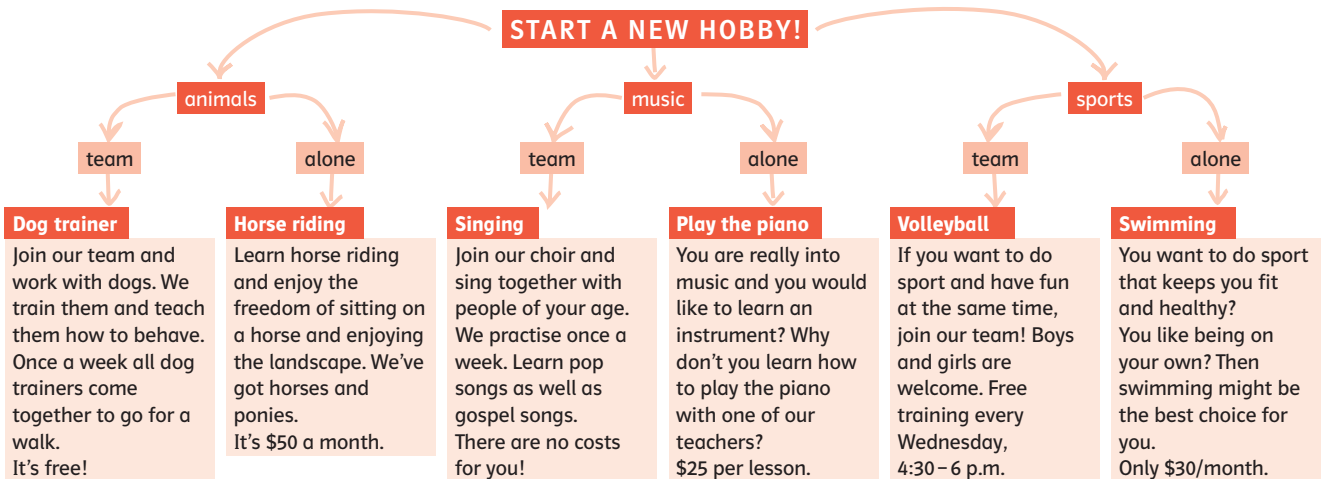 START A NEW HOBBY!
animals
music
sports
team
alone
team
alone
team
alone
Dog trainer
Join our team and
work with dogs. We
train them and teach
them how to behave.
Once a week all dog
trainers come
together to go for a
walk.
It’s free!
Horse riding
Learn horse riding
and enjoy the
freedom of sitting on
a horse and enjoying
the landscape. We’ve
got horses and
ponies.
It’s $50 a month.
Singing
Join our choir and
sing together with
people of your age.
We practise once a
week. Learn pop
songs as well as
gospel songs.
There are no costs
for you!
Play the piano
You are really into
music and you would
like to learn an
instrument? Why
don’t you learn how
to play the piano
with one of our
teachers?
$25 per lesson.
Volleyball
If you want to do
sport and have fun
at the same time,
join our team! Boys
and girls are
welcome. Free
training every
Wednesday,
4:30 – 6 p.m.
Swimming
You want to do sport
that keeps you fit
and healthy?
You like being on
your own? Then
swimming might be
the best choice for
you.
Only $30/month.